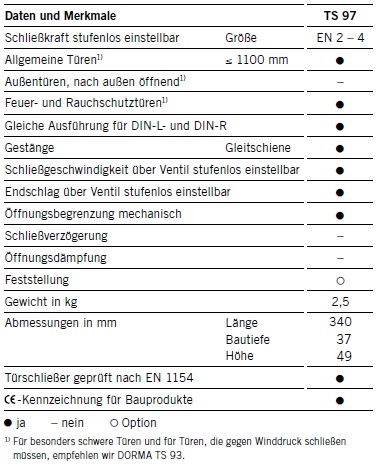 Daten und Merkmale TS 97
Schließkraft stufenlos einstellbar Größe EN 2 – 4
Allgemeine Türen¹⁾ ≤ 1100 mm ●
Außentüren, nach außen öffnend¹⁾ –
Feuer- und Rauchschutztüren¹⁾ ●
Gleiche Ausführung für DIN-L- und DIN-R ●
Gestänge Gleitschiene ●
Schließgeschwindigkeit über Ventil stufenlos einstellbar ●
Endschlag über Ventil stufenlos einstellbar ●
Öffnungsbegrenzung mechanisch ●
Schließverzögerung –
Öffnungsdämpfung –
Feststellung ○
Gewicht in kg 2,5
Abmessungen in mm Länge 340
Bautiefe 37
Höhe 49
Türschließer geprüft nach EN 1154 ●
CE-Kennzeichnung für Bauprodukte ●
● ja – nein ○ Option
¹⁾ Für besonders schwere Türen und für Türen, die gegen Winddruck schließen
müssen, empfehlen wir DORMA TS 93.